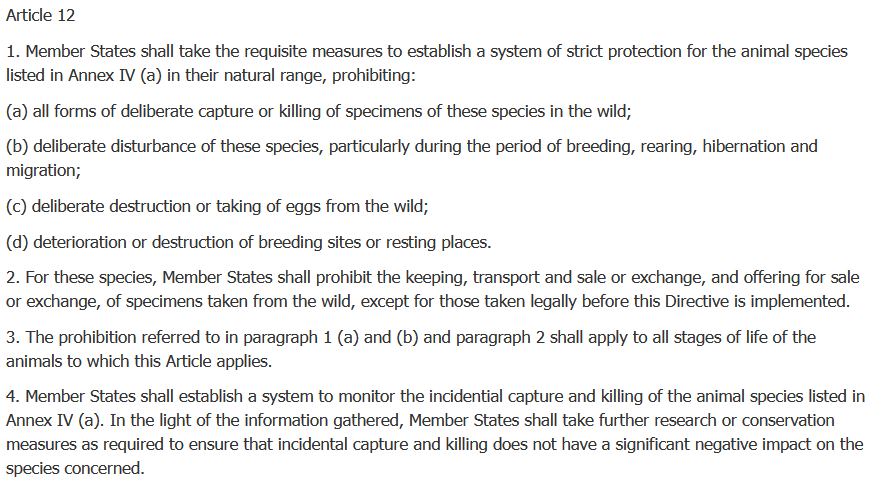 Article 12
1. Member States shall take the requisite measures to establish a system of strict protection for the animal species
listed in Annex IV (a) in their natural range, prohibiting:
(a) all forms of deliberate capture or killing of specimens of these species in the wild;
(b) deliberate disturbance of these species, particularly during the period of breeding, rearing, hibernation and
migration;
(c) deliberate destruction or taking of eggs from the wild;
(d) deterioration or destruction of breeding sites or resting places.
2. For these species, Member States shall prohibit the keeping, transport and sale or exchange, and offering for sale
or exchange, of specimens taken from the wild, except for those taken legally before this Directive is implemented.
3. The prohibition referred to in paragraph 1 (a) and (b) and paragraph 2 shall apply to all stages of life of the
animals to which this Article applies.
4. Member States shall establish a system to monitor the incidential capture and killing of the animal species listed in
Annex IV (a). In the light of the information gathered, Member States shall take further research or conservation
measures as required to ensure that incidental capture and killing does not have a significant negative impact on the
species concerned.